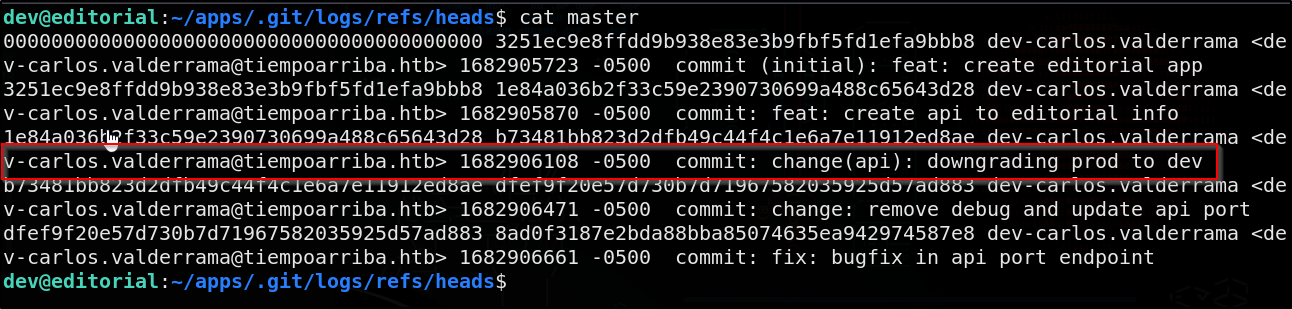 dev@editorial:~/apps/.git/logs/refs/heads$ cat master
0000000000000000000000000000000000000000 3251ec9e8ffdd9b938e83e3b9fbf5fd1efa9bbb8 dev-carlos.valderrama <de
v-carlos.valderrama@tiempoarriba.htb> 1682905723 -0500  commit (initial): feat: create editorial app
3251ec9e8ffdd9b938e83e3b9fbf5fd1efa9bbb8 1e84a036b2f33c59e2390730699a488c65643d28 dev-carlos.valderrama <de
v-carlos.valderrama@tiempoarriba.htb> 1682905870 -0500  commit: feat: create api to editorial info
1e84a036b2f33c59e2390730699a488c65643d28 b73481bb823d2dfb49c44f4c1e6a7e11912ed8ae dev-carlos.valderrama <de
v-carlos.valderrama@tiempoarriba.htb> 1682906108 -0500  commit: change(api): downgrading prod to dev
b73481bb823d2dfb49c44f4c1e6a7e11912ed8ae dfef9f20e57d730b7d71967582035925d57ad883 dev-carlos.valderrama <de
v-carlos.valderrama@tiempoarriba.htb> 1682906471 -0500  commit: change: remove debug and update api port
dfef9f20e57d730b7d71967582035925d57ad883 8ad0f3187e2bda88bba85074635ea942974587e8 dev-carlos.valderrama <de
v-carlos.valderrama@tiempoarriba.htb> 1682906661 -0500  commit: fix: bugfix in api port endpoint
dev@editorial:~/apps/.git/logs/refs/heads$